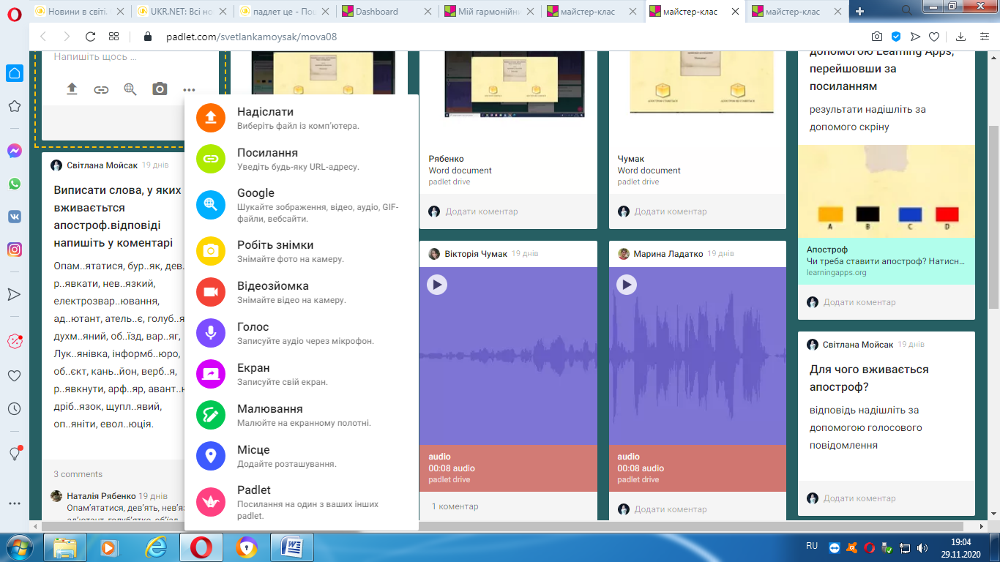 Новини в світі.
UKR.NET: Всі но
падлет це - По
Dashboard
Мій гармонійни
майстер-клас
майстер-клас
майстер-клас
padlet.com/svetlankamoysak/mova08
Напишіть щось ...
Надіслати
Виберіть файл із комп’ютера.
Посилання
Уведіть будь-яку URL-адресу.
Google
Шукайте зображення, відео, аудіо, GIF-
файли, вебсайти.
Робіть знімки
Знімайте фото на камеру.
Відеозйомка
Знімайте відео на камеру.
Голос
Записуйте аудіо через мікрофон.
Екран
Записуйте свій екран.
Малювання
Малюйте на екранному полотні.
Місце
Додайте розташування.
Padlet
Посилання на один з ваших інших
padlet.
Світлана Мойсак 19 днів
Виписати слова, у яких
вживаєтьтся
апостроф.відповіді
напишіть у коментарі
Опам..ятатися, бур..як, дев.
р..явкати, нев..язкий,
електрозвар..ювання,
ад..ютант, атель..є, голуб..я
духм..яний, об..їзд, вар..яг,
Лук..янівка, інформб..юро,
об..єкт, кань..йон, верб..я,
р..явкнути, арф..яр, авант..
дріб..язок, щупл..явий,
оп..яніти, евол..юція.
3 comments
Наталія Рябенко 19 днів
Опам’ятатися, дев’ять, нев’яз
ад’ютант, голуб’ятко, об’їзд
Рябенко
Word document
padlet drive
Додати коментар
Вікторія Чумак 19 днів
audio
00:08 audio
padlet drive
1 коментар
Чумак
Word document
padlet drive
Додати коментар
Марина Ладатко 19 днів
audio
00:08 audio
padlet drive
Додати коментар
допомогою Learning Apps,
перейшовши за
посиланням
результати надішліть за
допомого скріну
A B C D
Апостроф
Чи треба ставити апостроф? Натисн...
learningapps.org
Додати коментар
Світлана Мойсак 19 днів
Для чого вживається
апостроф?
відповідь надішліть за
допомогою голосового
повідомлення
Додати коментар
RU
19:04
29.11.2020